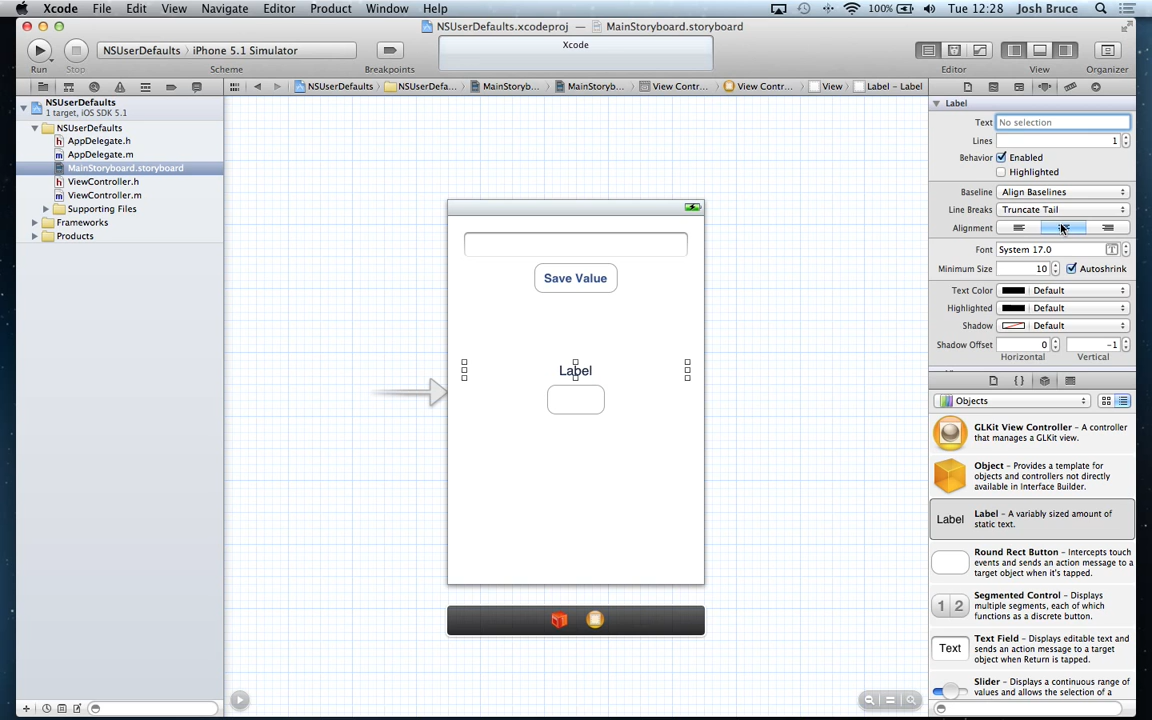 Xcode File Edit View Navigate Editor Product Window Help 100% Tue 12:28 Josh Bruce
NSUserDefaults.xcodeproj — MainStoryboard.storyboard
NSUserDefaults iPhone 5.1 Simulator
Xcode
Run Stop Scheme Breakpoints Editor View Organizer
NSUserDefaults NSUserDefa... MainStoryb... MainStoryb... View Contr... View Contr... View Label – Label
NSUserDefaults
1 target, iOS SDK 5.1
NSUserDefaults
h AppDelegate.h
m AppDelegate.m
MainStoryboard.storyboard
h ViewController.h
m ViewController.m
Supporting Files
Frameworks
Products
Save Value
Label
Label
Text No selection
Lines 1
Behavior Enabled
Highlighted
Baseline Align Baselines
Line Breaks Truncate Tail
Alignment
Font System 17.0 T
Minimum Size 10 Autoshrink
Text Color Default
Highlighted Default
Shadow Default
Shadow Offset 0 -1
Horizontal Vertical
{ }
Objects
GLKit View Controller – A controller
that manages a GLKit view.
Object – Provides a template for
objects and controllers not directly
available in Interface Builder.
Label
Label – A variably sized amount of
static text.
Round Rect Button – Intercepts touch
events and sends an action message to a
target object when it's tapped.
1 2
Segmented Control – Displays
multiple segments, each of which
functions as a discrete button.
Text
Text Field – Displays editable text and
sends an action message to a target
object when Return is tapped.
Slider – Displays a continuous range of
values and allows the selection of a